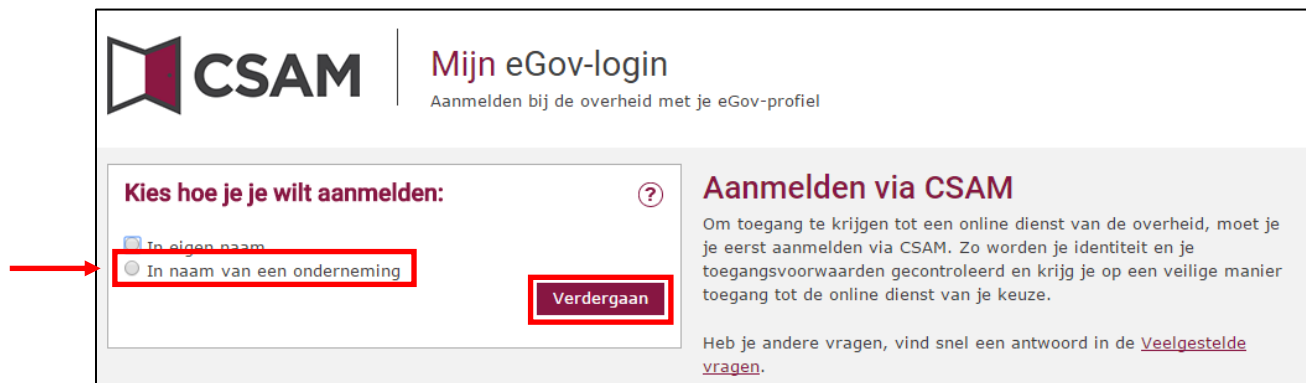 CSAM
Mijn eGov-login
Aanmelden bij de overheid met je eGov-profiel
Kies hoe je je wilt aanmelden:
?
In eigen naam
In naam van een onderneming
Verdergaan
Aanmelden via CSAM
Om toegang te krijgen tot een online dienst van de overheid, moet je
je eerst aanmelden via CSAM. Zo worden je identiteit en je
toegangsvoorwaarden gecontroleerd en krijg je op een veilige manier
toegang tot de online dienst van je keuze.
Heb je andere vragen, vind snel een antwoord in de Veelgestelde
vragen.